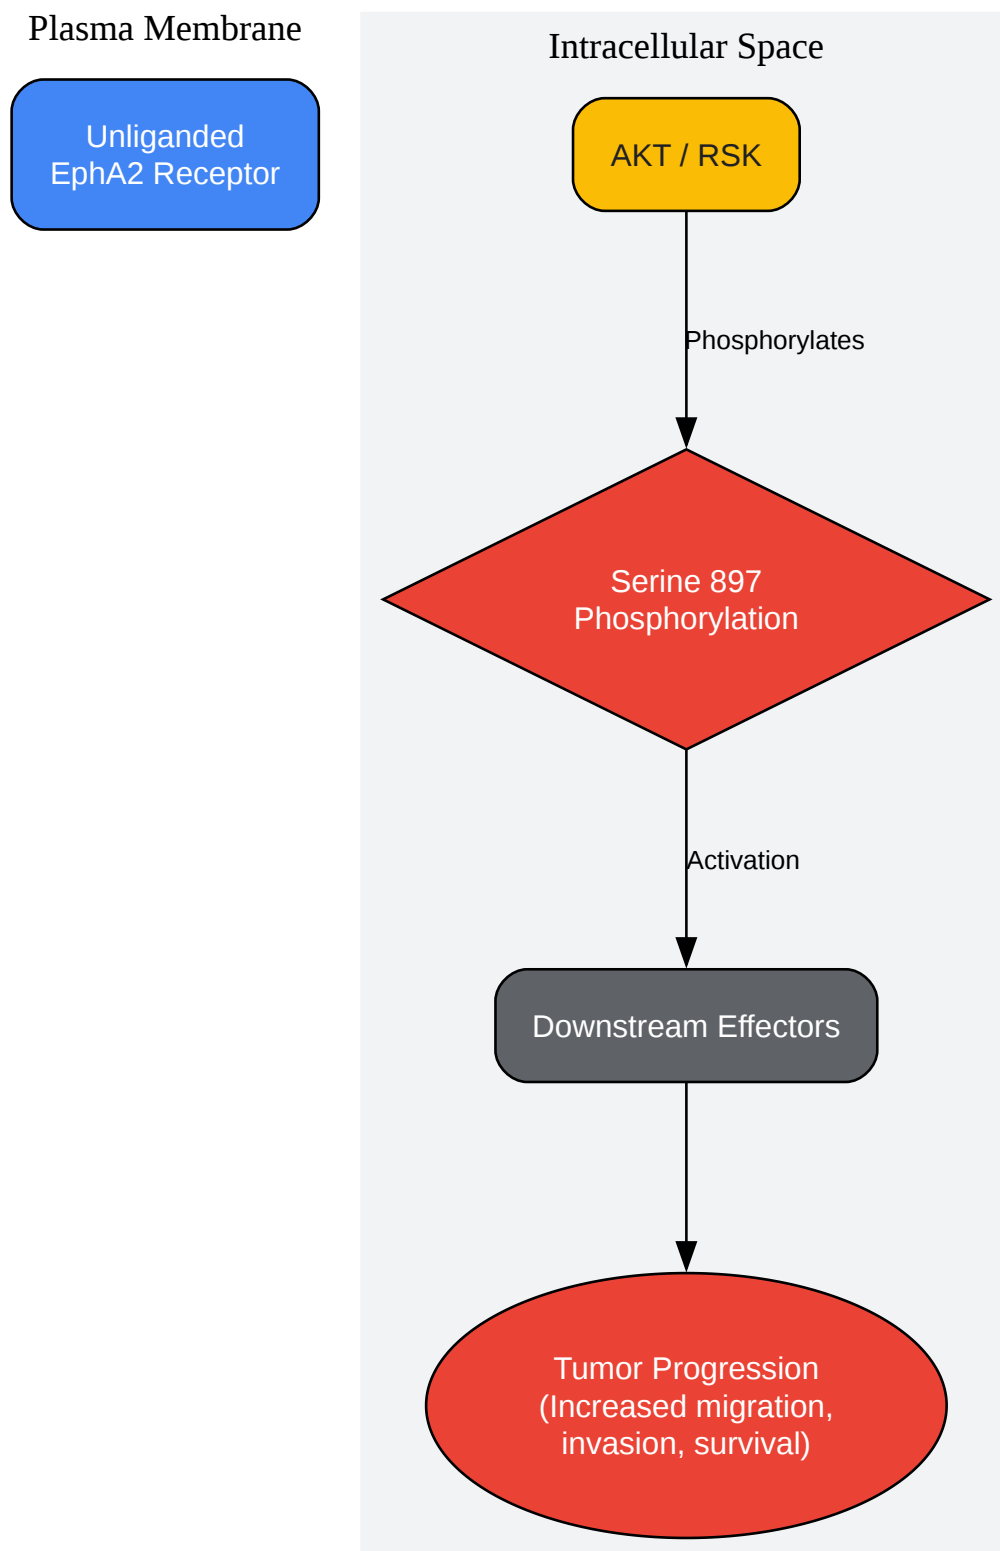 Plasma Membrane
Unliganded
EphA2 Receptor
Intracellular Space
AKT / RSK
Phosphorylates
Serine 897
Phosphorylation
Activation
Downstream Effectors
Tumor Progression
(Increased migration,
invasion, survival)